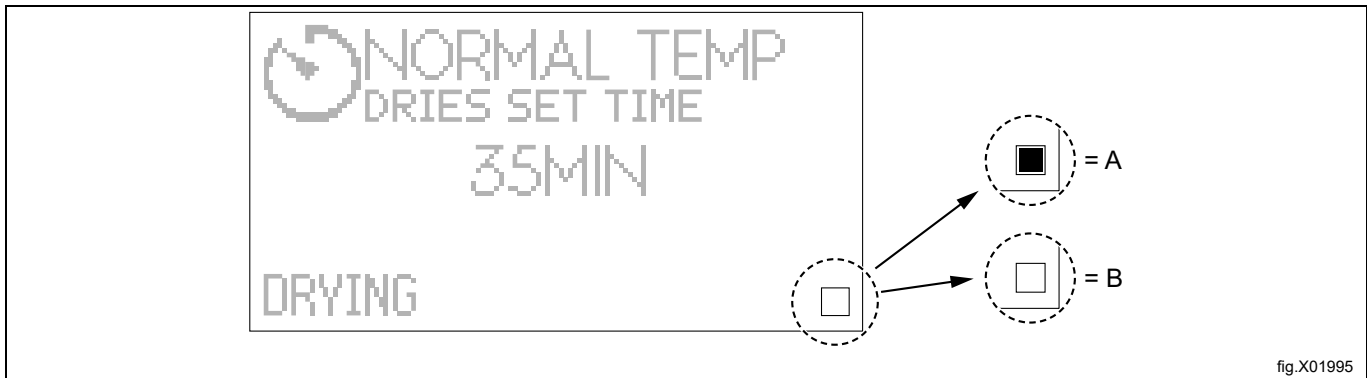 NORMAL TEMP
DRIES SET TIME
35MIN
DRYING
= A
= B
fig.X01995